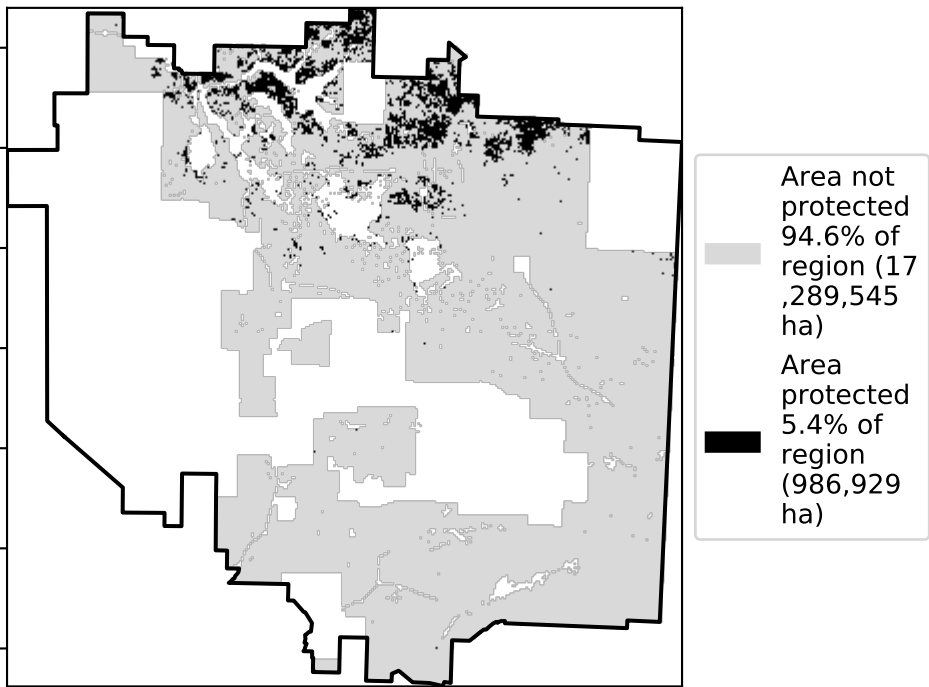 Area not
protected
94.6% of
region (17
,289,545
ha)
Area
protected
5.4% of
region
(986,929
ha)